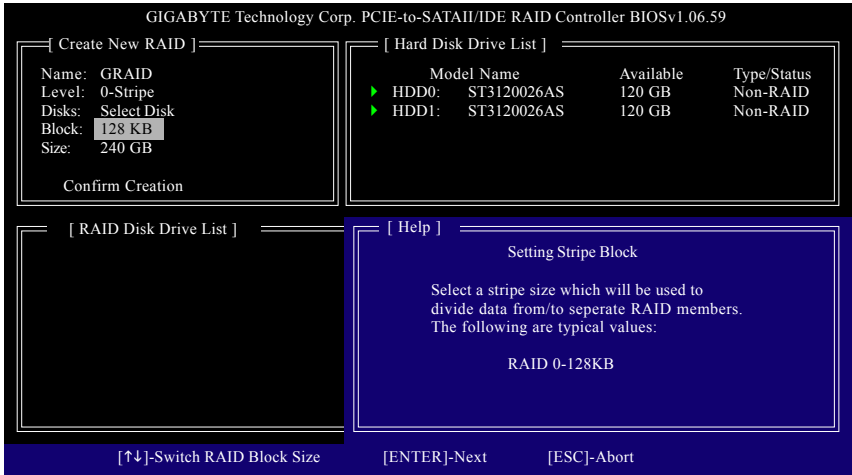 GIGABYTE Technology Corp. PCIE-to-SATAII/IDE RAID Controller BIOSv1.06.59
[ Create New RAID ]
Name: GRAID
Level: 0-Stripe
Disks: Select Disk
Block: 128 KB
Size: 240 GB
Confirm Creation
[ Hard Disk Drive List ]
Model Name Available Type/Status
HDD0: ST3120026AS 120 GB Non-RAID
HDD1: ST3120026AS 120 GB Non-RAID
[ RAID Disk Drive List ]
[ Help ]
Setting Stripe Block
Select a stripe size which will be used to
divide data from/to seperate RAID members.
The following are typical values:
RAID 0-128KB
[↑↓]-Switch RAID Block Size [ENTER]-Next [ESC]-Abort